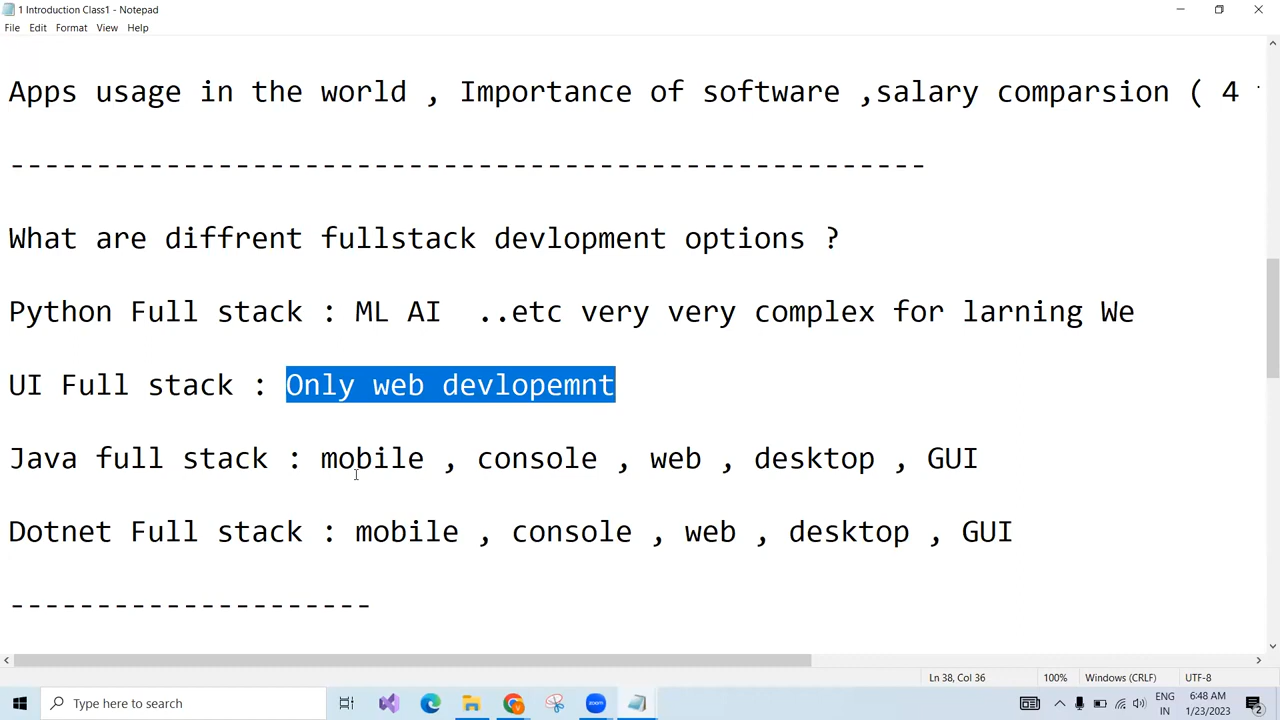 1 Introduction Class1 - Notepad
File Edit Format View Help
Apps usage in the world , Importance of software ,salary comparsion ( 4
-----------------------------------------------------
What are diffrent fullstack devlopment options ?
Python Full stack : ML AI ..etc very very complex for larning We
UI Full stack : Only web devlopemnt
Java full stack : mobile , console , web , desktop , GUI
Dotnet Full stack : mobile , console , web , desktop , GUI
---------------------
Ln 38, Col 36 100% Windows (CRLF) UTF-8
Type here to search
zoom
ENG
IN
6:48 AM
1/23/2023
2